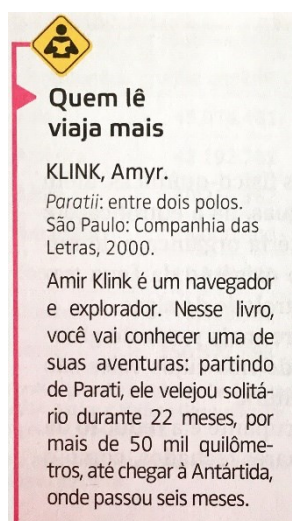 Quem lê
viaja mais
KLINK, Amyr.
Paratii: entre dois polos.
São Paulo: Companhia das
Letras, 2000.
Amir Klink é um navegador
e explorador. Nesse livro,
você vai conhecer uma de
suas aventuras: partindo
de Parati, ele velejou solitá-
rio durante 22 meses, por
mais de 50 mil quilôme-
tros, até chegar à Antártida,
onde passou seis meses.